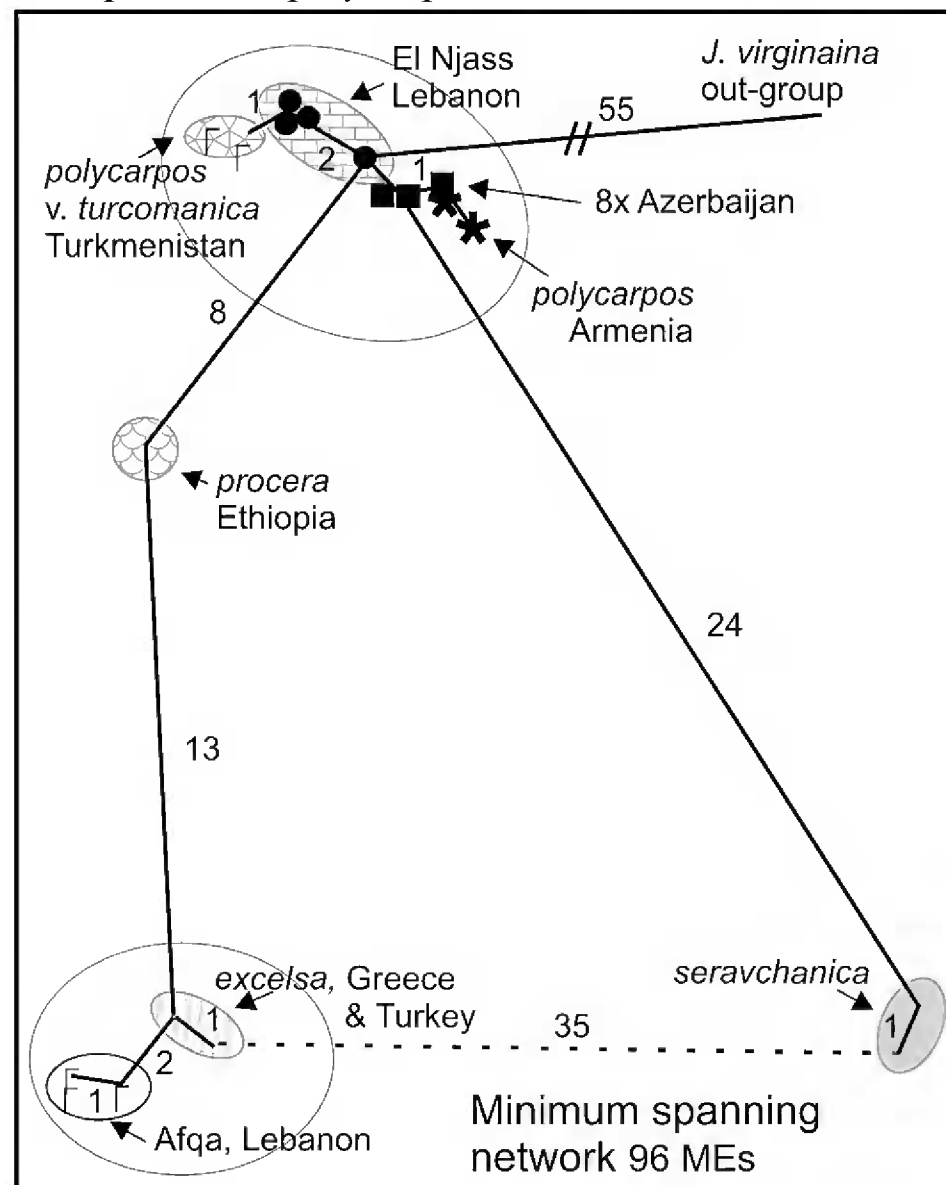 El Njass
Lebanon
J. virginaina
out-group
55
1
2
1
polycarpos
v. turcomanica
Turkmenistan
8x Azerbaijan
polycarpos
Armenia
8
procera
Ethiopia
24
13
excelsa, Greece
& Turkey
seravchanica
1
35
1
2
1
Afqa, Lebanon
Minimum spanning
network 96 MEs